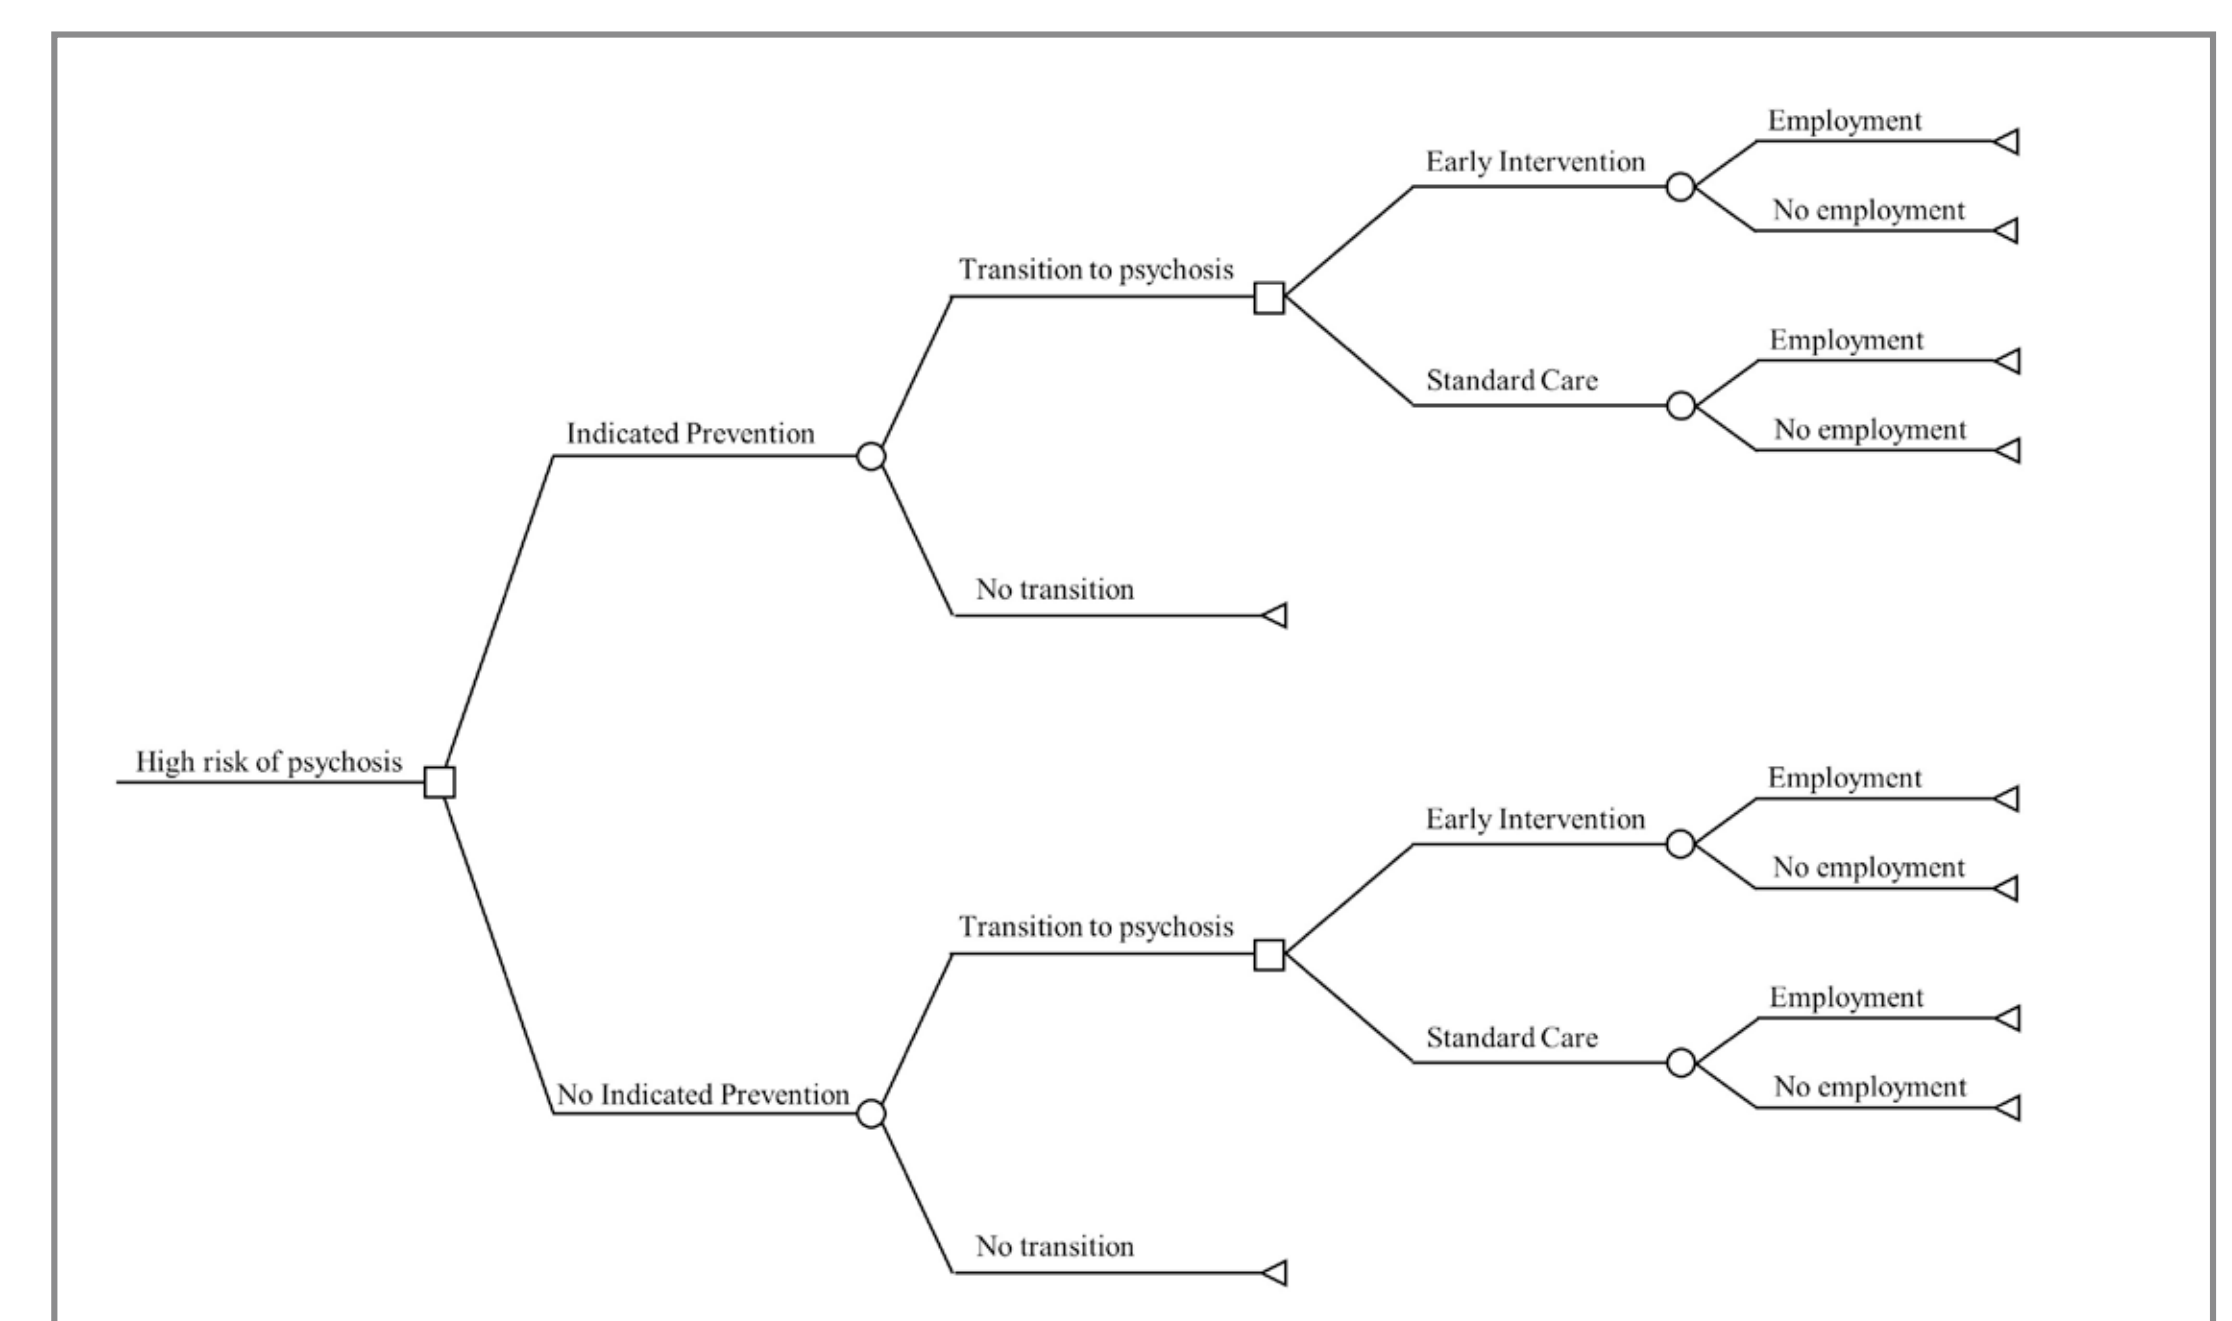 Employment
Early Intervention
No employment
Transition to psychosis
Employment
Standard Care
No employment
Indicated Prevention
No transition
High risk of psychosis
Employment
Early Intervention
No employment
Transition to psychosis
Employment
Standard Care
No employment
No Indicated Prevention
No transition